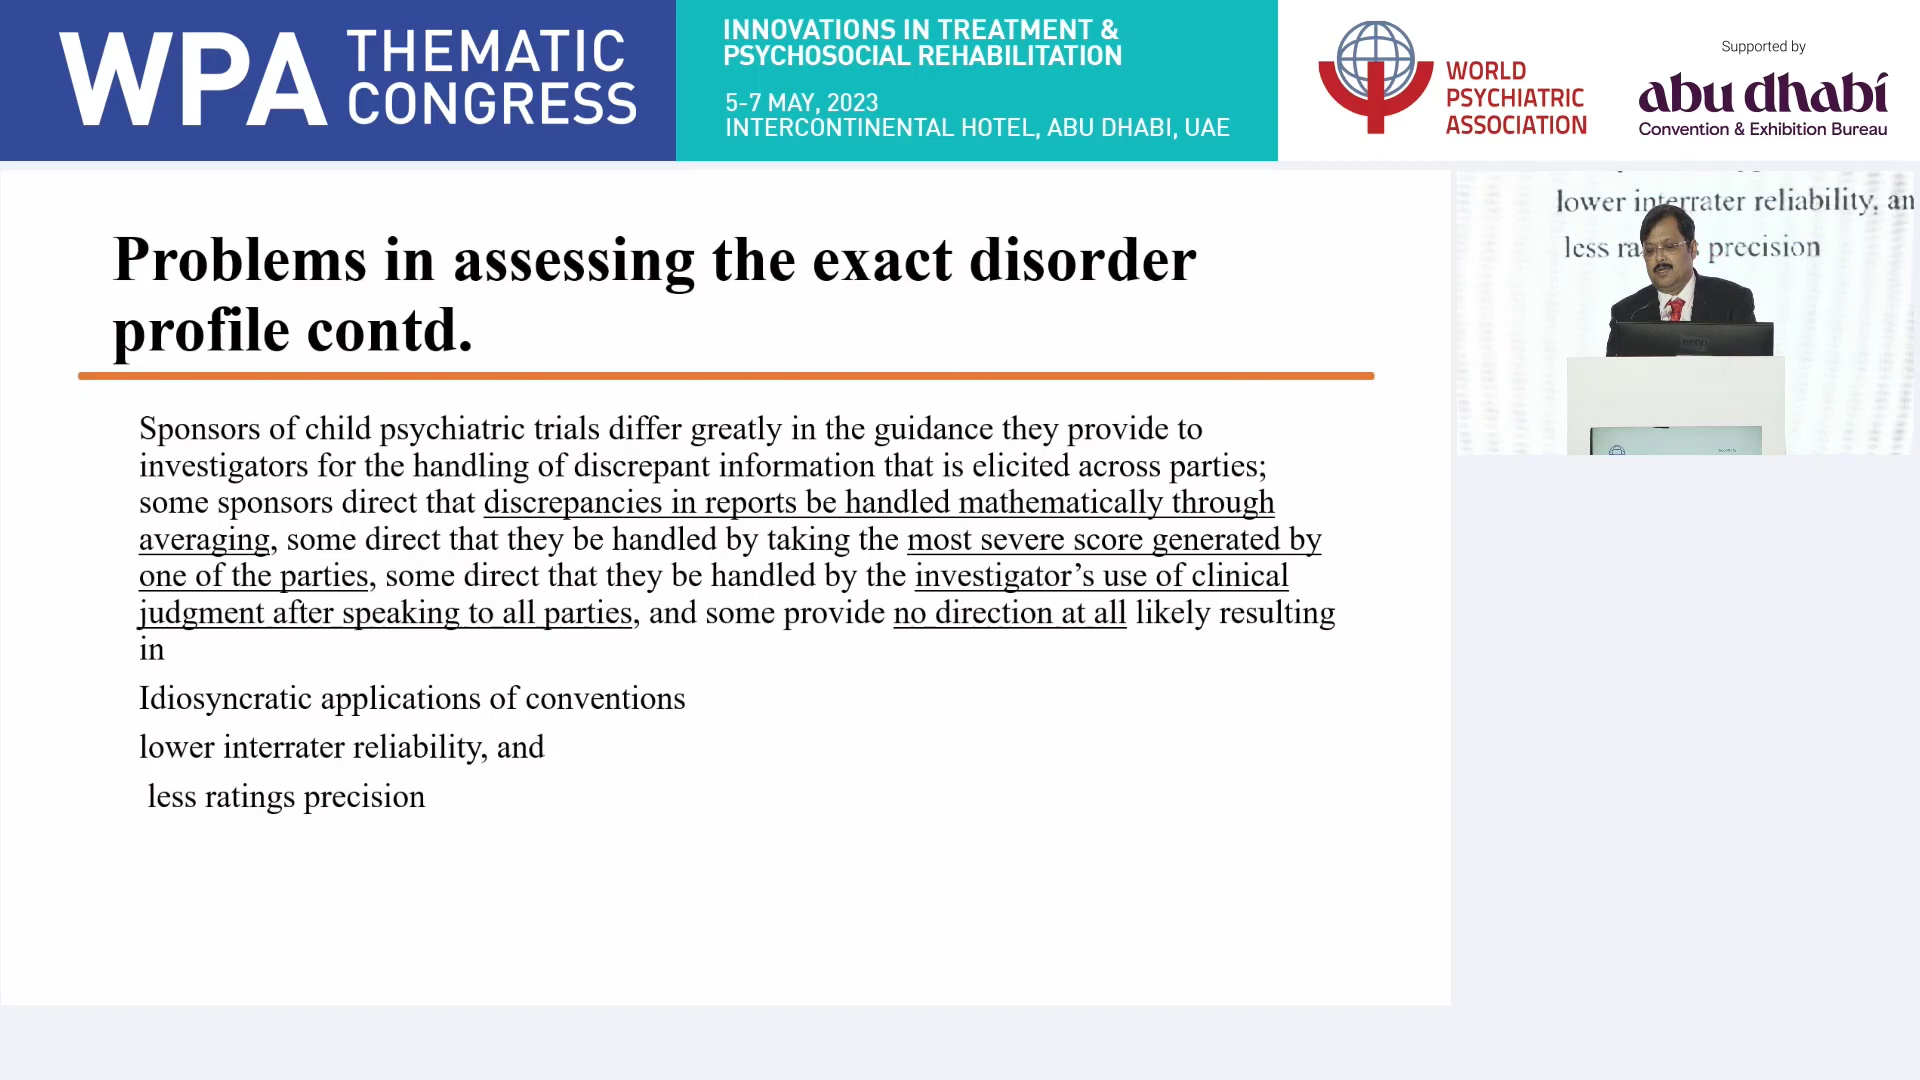 WPA THEMATIC
CONGRESS
INNOVATIONS IN TREATMENT &
PSYCHOSOCIAL REHABILITATION
5-7 MAY, 2023
INTERCONTINENTAL HOTEL, ABU DHABI, UAE
WORLD
PSYCHIATRIC
ASSOCIATION
Supported by
abu dhabi
Convention & Exhibition Bureau
Problems in assessing the exact disorder
profile contd.
Sponsors of child psychiatric trials differ greatly in the guidance they provide to
investigators for the handling of discrepant information that is elicited across parties;
some sponsors direct that discrepancies in reports be handled mathematically through
averaging, some direct that they be handled by taking the most severe score generated by
one of the parties, some direct that they be handled by the investigator’s use of clinical
judgment after speaking to all parties, and some provide no direction at all likely resulting
in
Idiosyncratic applications of conventions
lower interrater reliability, and
less ratings precision
lower interrater reliability, an
less ra precision